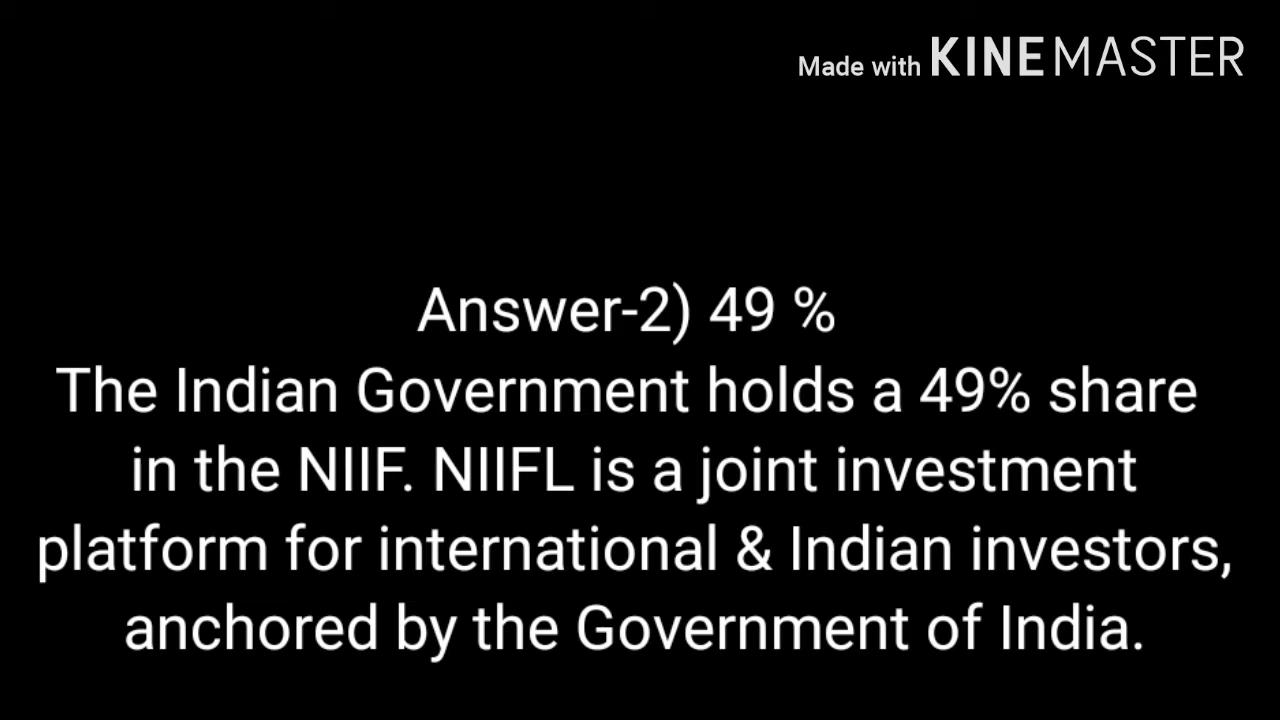 Made with KINEMASTER
Answer-2) 49 %
The Indian Government holds a 49% share
in the NIIF. NIIFL is a joint investment
platform for international & Indian investors,
anchored by the Government of India.